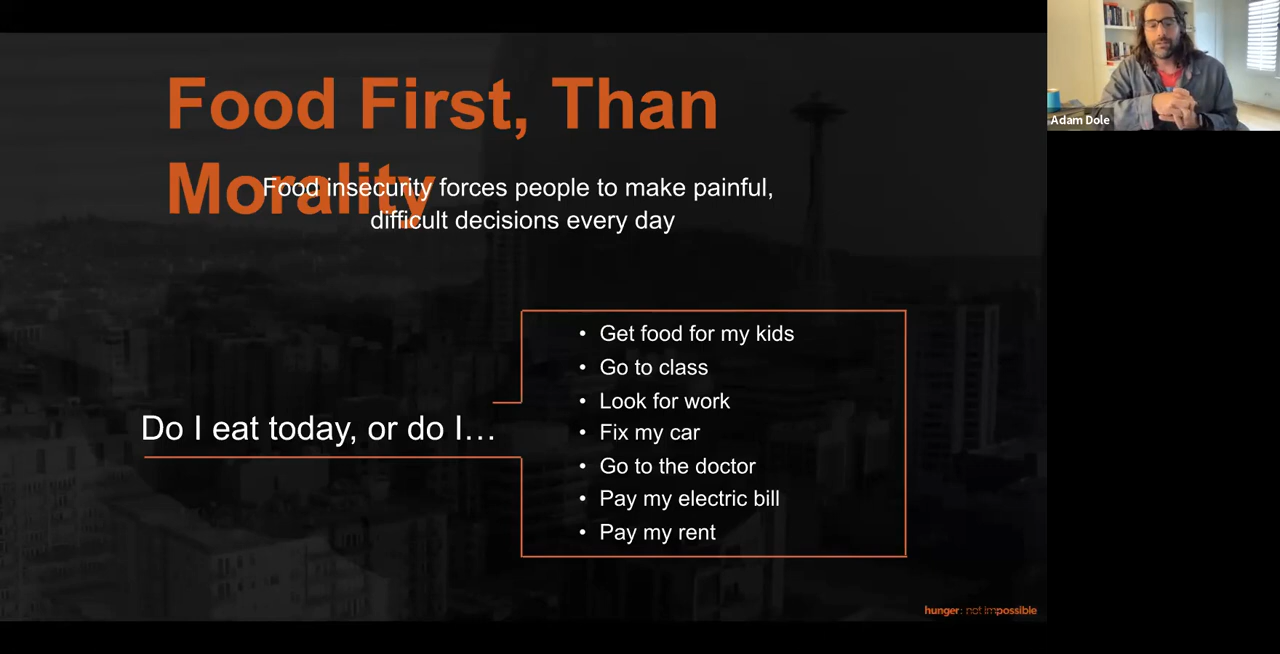 Food First, Than
Morality
Food insecurity forces people to make painful,
difficult decisions every day
Do I eat today, or do I…
• Get food for my kids
• Go to class
• Look for work
• Fix my car
• Go to the doctor
• Pay my electric bill
• Pay my rent
hunger: not impossible
Adam Dole